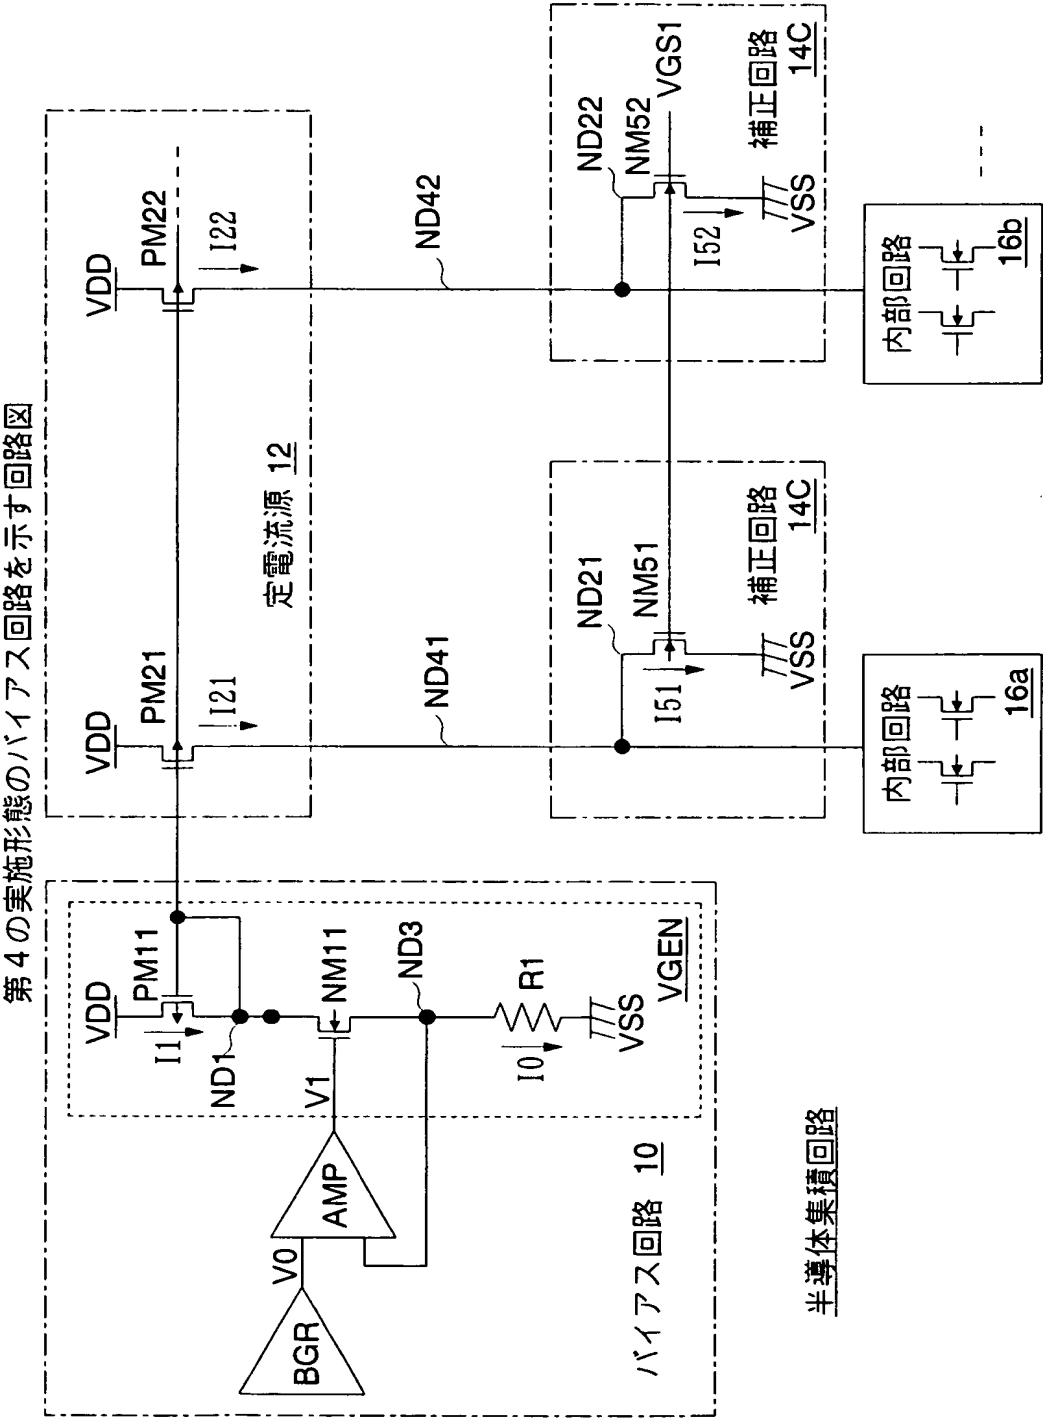 第4の実施形態のバイアス回路を示す回路図
VDD
PM11
I1
ND1
NM11
V1
ND3
R1
I0
VSS
VGEN
AMP
V0
BGR
バイアス回路 10
VDD
PM21
I21
VDD
PM22
I22
定電流源 12
ND41
ND42
ND21
NM51
I51
VSS
補正回路
14C
ND22
NM52
VGS1
I52
VSS
補正回路
14C
内部回路
16a
内部回路
16b
半導体集積回路